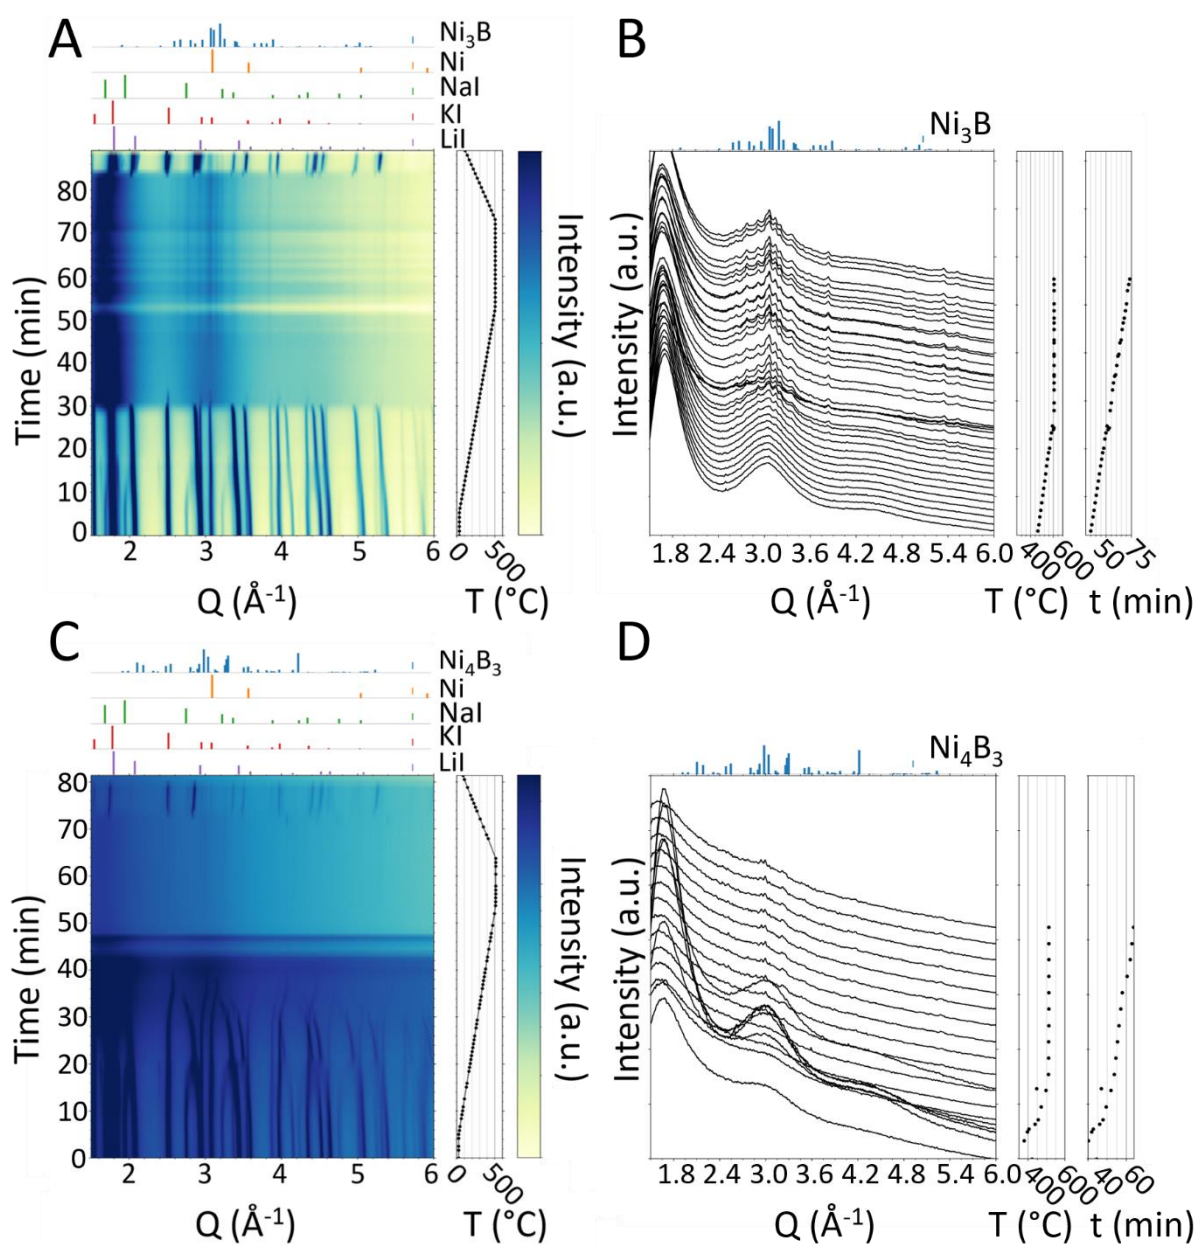 A
Ni3B
Ni
NaI
KI
LiI
Time (min)
80
70
60
50
40
30
20
10
0
2 3 4 5 6
Q (Å-1)
0 500
T (°C)
Intensity (a.u.)
B
Ni3B
Intensity (a.u.)
1.8 2.4 3.0 3.6 4.2 4.8 5.4 6.0
Q (Å-1)
400 600
T (°C)
50 75
t (min)
C
Ni4B3
Ni
NaI
KI
LiI
Time (min)
80
70
60
50
40
30
20
10
0
2 3 4 5 6
Q (Å-1)
0 500
T (°C)
Intensity (a.u.)
D
Ni4B3
Intensity (a.u.)
1.8 2.4 3.0 3.6 4.2 4.8 5.4 6.0
Q (Å-1)
400 600
T (°C)
40 60
t (min)